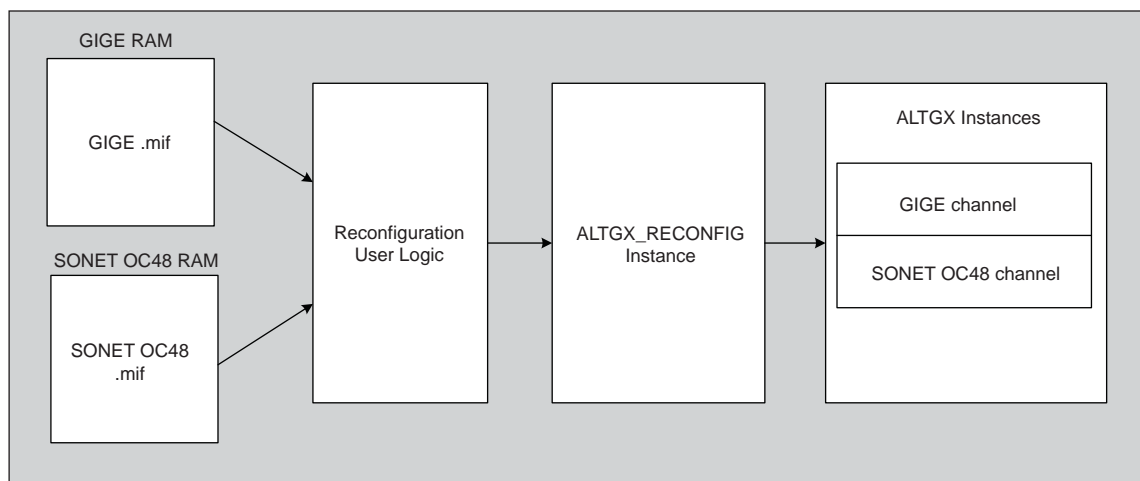 GIGE RAM
GIGE .mif
SONET OC48 RAM
SONET OC48
.mif
Reconfiguration
User Logic
ALTGX_RECONFIG
Instance
ALTGX Instances
GIGE channel
SONET OC48 channel